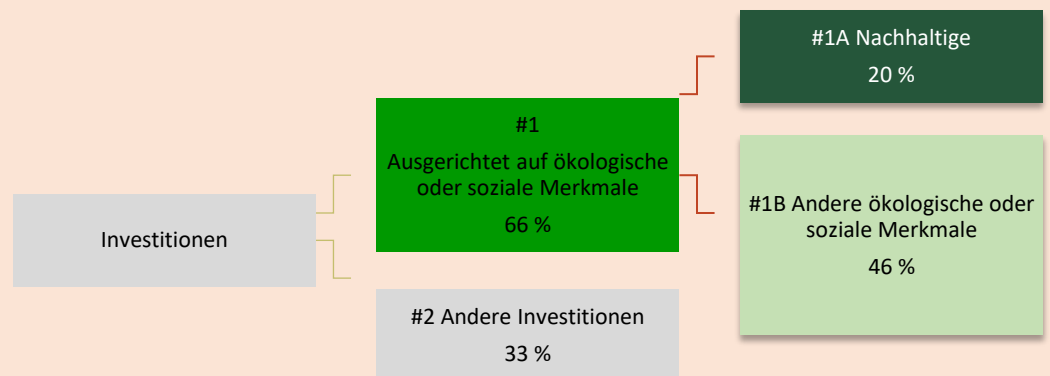 Investitionen
#1
Ausgerichtet auf ökologische
oder soziale Merkmale
66 %
#2 Andere Investitionen
33 %
#1A Nachhaltige
20 %
#1B Andere ökologische oder
soziale Merkmale
46 %